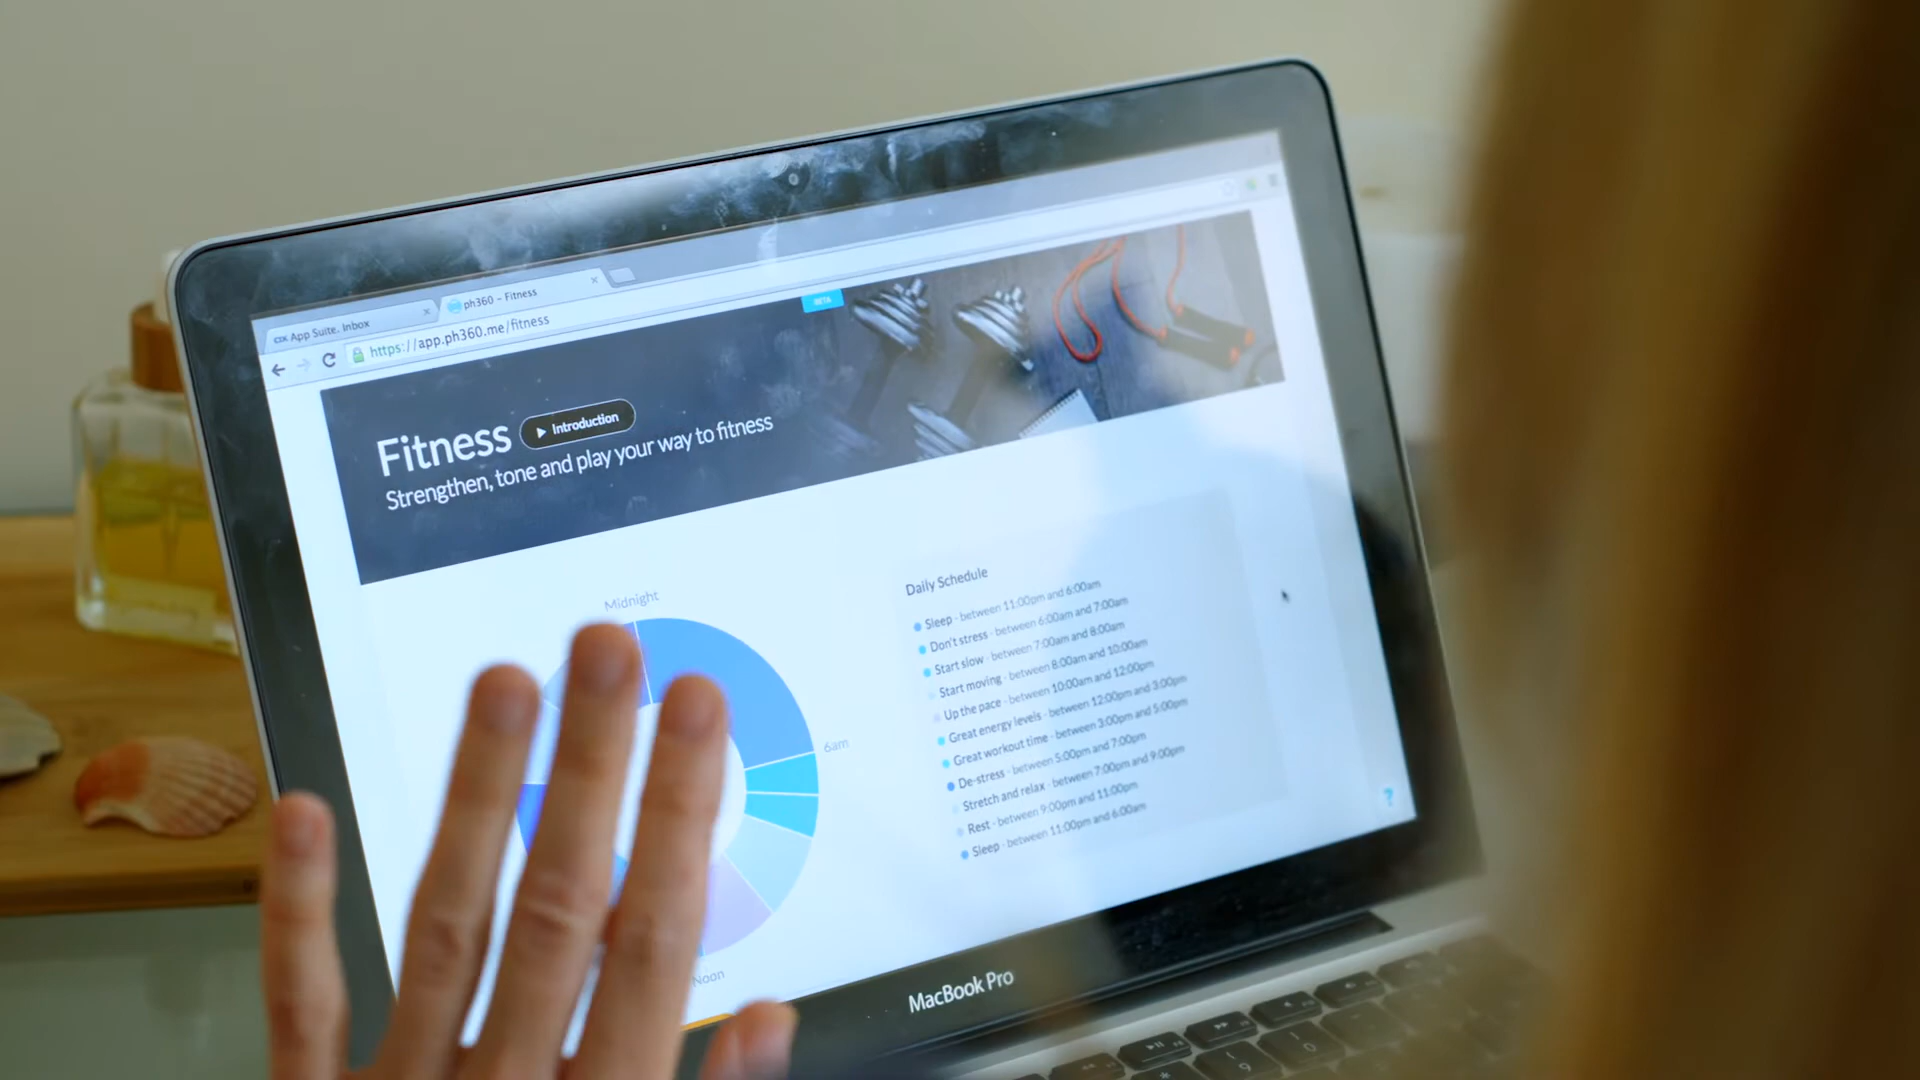 App Suite. Inbox
ph360 - Fitness
https://app.ph360.me/fitness
BETA
Fitness
Introduction
Strengthen, tone and play your way to fitness
Midnight
6am
Noon
Daily Schedule
Sleep - between 11:00pm and 6:00am
Don't stress - between 6:00am and 7:00am
Start slow - between 7:00am and 8:00am
Start moving - between 8:00am and 10:00am
Up the pace - between 10:00am and 12:00pm
Great energy levels - between 12:00pm and 3:00pm
Great workout time - between 3:00pm and 5:00pm
De-stress - between 5:00pm and 7:00pm
Stretch and relax - between 7:00pm and 9:00pm
Rest - between 9:00pm and 11:00pm
Sleep - between 11:00pm and 6:00am
?
MacBook Pro